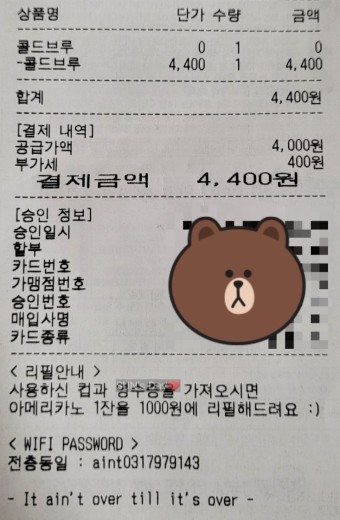 상품명 단가 수량 금액
콜드브루 0 1 0
-콜드브루 4,400 1 4,400
합계 4,400원
[결제 내역]
공급가액 4,000원
부가세 400원
결제금액 4,400원
[승인 정보]
승인일시
할부
카드번호
가맹점번호
승인번호
매입사명
카드종류
< 리필안내 >
사용하신 컵과 영수증을 가져오시면
아메리카노 1잔을 1000원에 리필해드려요 :)
< WIFI PASSWORD >
전층동일 : aint0317979143
- It ain't over till it's over -